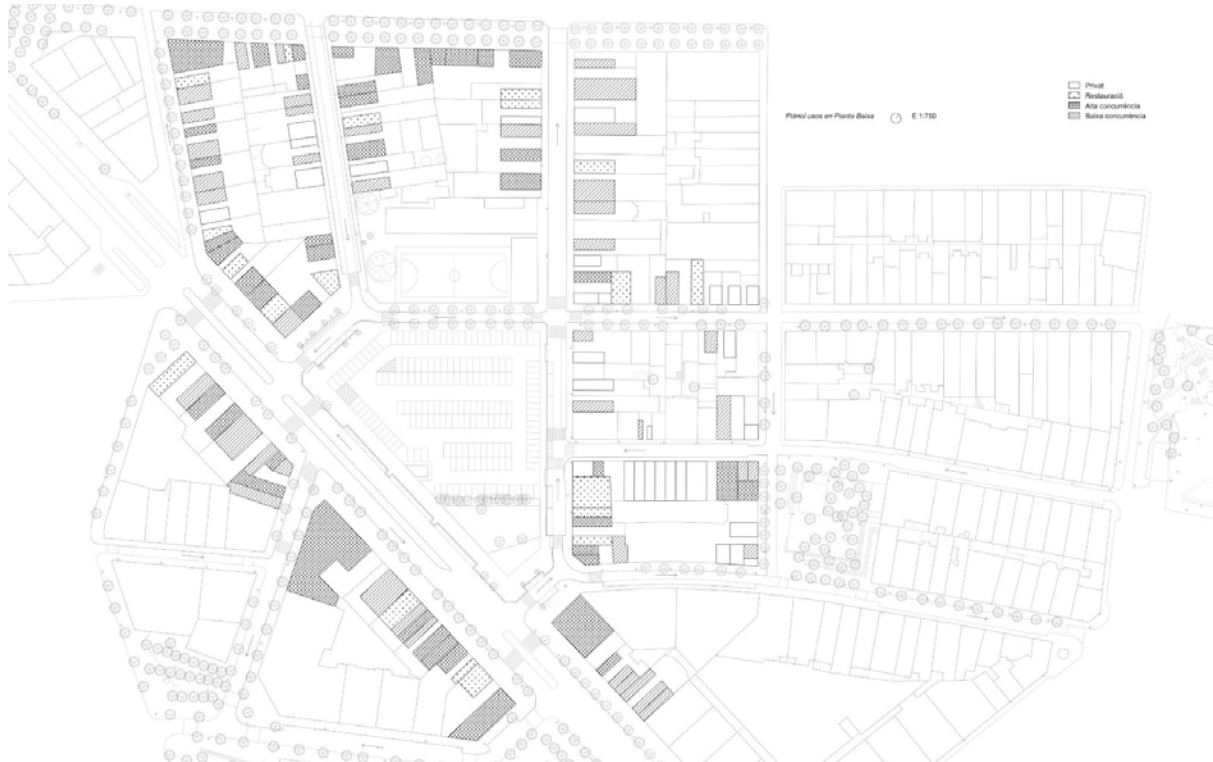 Privat
Restauració
Alta concurrència
Baixa concurrència
Plànol usos en Planta Baixa E 1:750